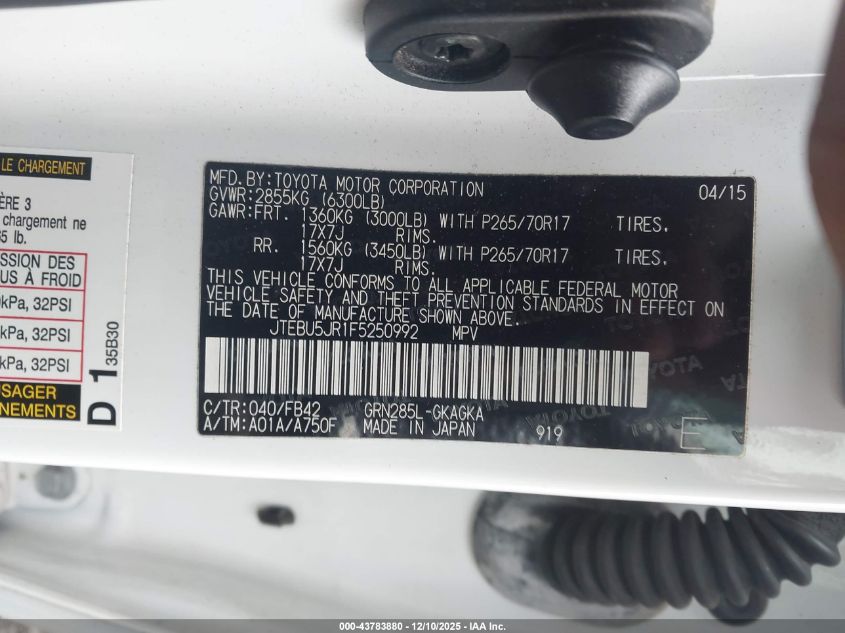 LE CHARGEMENT
ÈRE 3
chargement ne
5 lb.
SSION DES
US À FROID
kPa, 32PSI
kPa, 32PSI
kPa, 32PSI
USAGER
NEMENTS
D 1 35B30
MFD. BY: TOYOTA MOTOR CORPORATION 04/15
GVWR: 2855KG (6300LB)
GAWR: FRT. 1360KG (3000LB) WITH P265/70R17 TIRES,
17X7J RIMS.
RR. 1560KG (3450LB) WITH P265/70R17 TIRES,
17X7J RIMS.
THIS VEHICLE CONFORMS TO ALL APPLICABLE FEDERAL MOTOR
VEHICLE SAFETY AND THEFT PREVENTION STANDARDS IN EFFECT ON
THE DATE OF MANUFACTURE SHOWN ABOVE.
JTEBU5JR1F5250992 MPV
C/TR: 040/FB42 GRN285L-GKAGKA
A/TM: A01A/A750F MADE IN JAPAN 919 E
TOYOTA
000-43783880 - 12/10/2025 - IAA Inc.